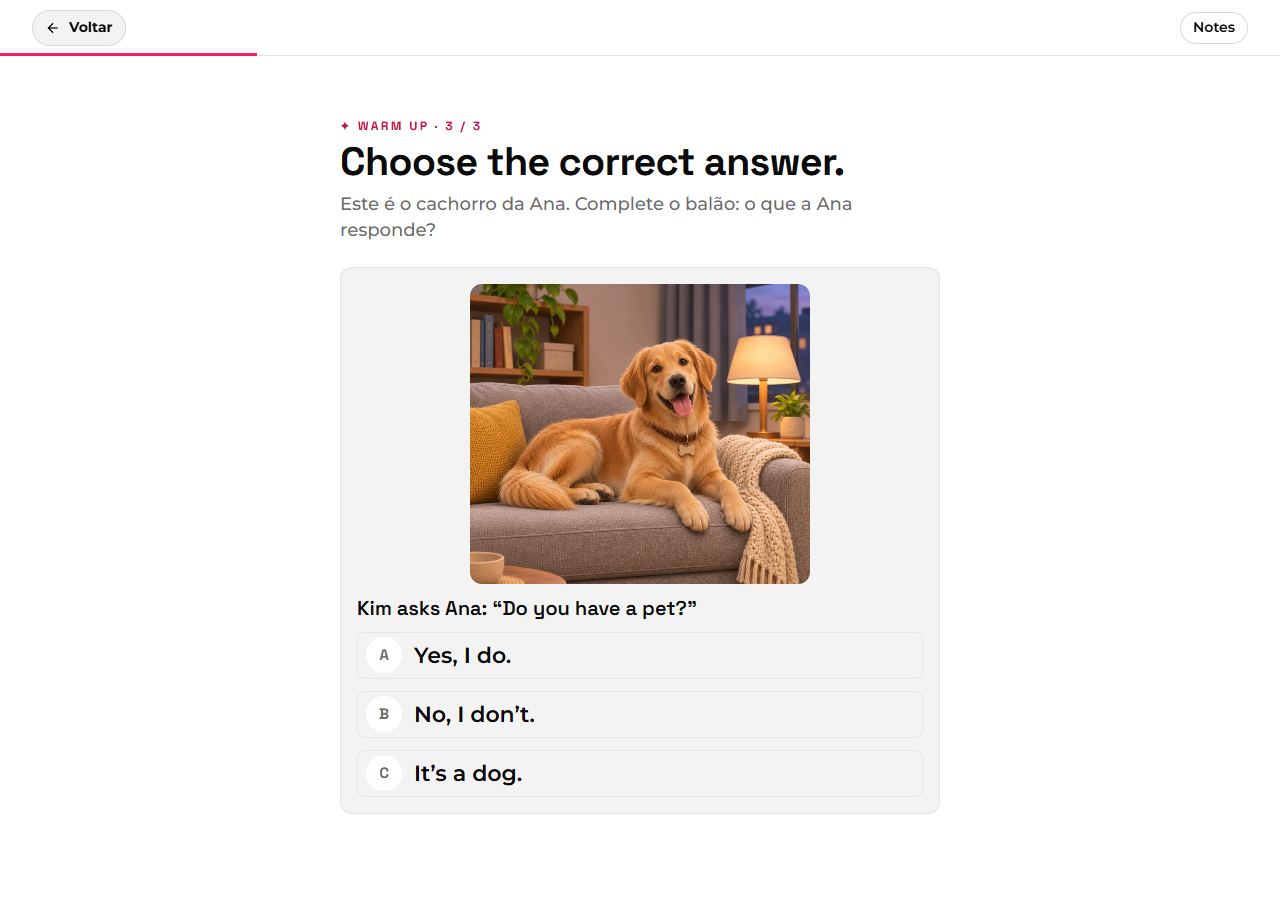 ← Voltar
Notes
✦ WARM UP · 3 / 3
Choose the correct answer.
Este é o cachorro da Ana. Complete o balão: o que a Ana
responde?
Kim asks Ana: “Do you have a pet?”
A Yes, I do.
B No, I don’t.
C It’s a dog.